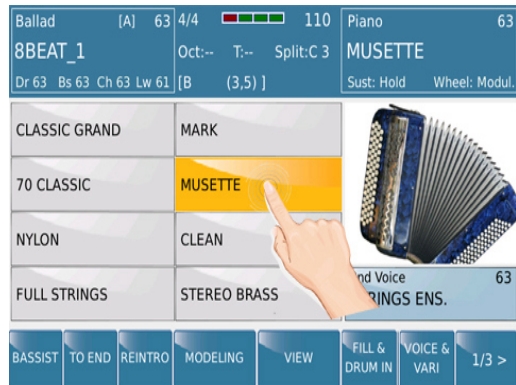 Ballad [A] 63
8BEAT_1
Dr 63 Bs 63 Ch 63 Lw 61
4/4 110
Oct:-- T:-- Split:C 3
[B (3,5) ]
Piano 63
MUSETTE
Sust: Hold Wheel: Modul.
CLASSIC GRAND
MARK
70 CLASSIC
MUSETTE
NYLON
CLEAN
FULL STRINGS
STEREO BRASS
Voice 63
ENS.
BASSIST
TO END
REINTRO
MODELING
VIEW
FILL &
DRUM IN
VOICE &
VARI
1/3 >